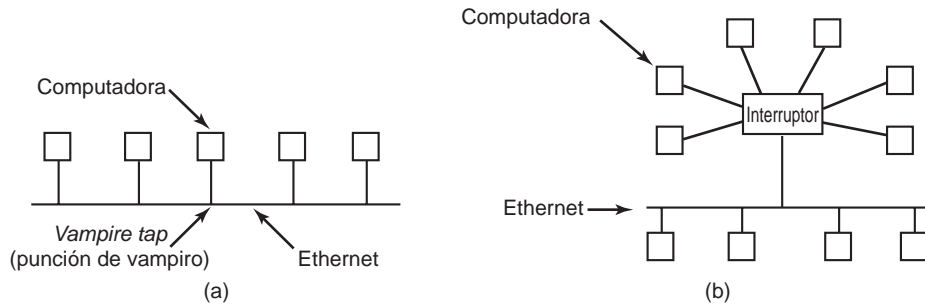 Computadora
Vampire tap
(punción de vampiro)
Ethernet
(a)
Computadora
Interruptor
Ethernet
(b)